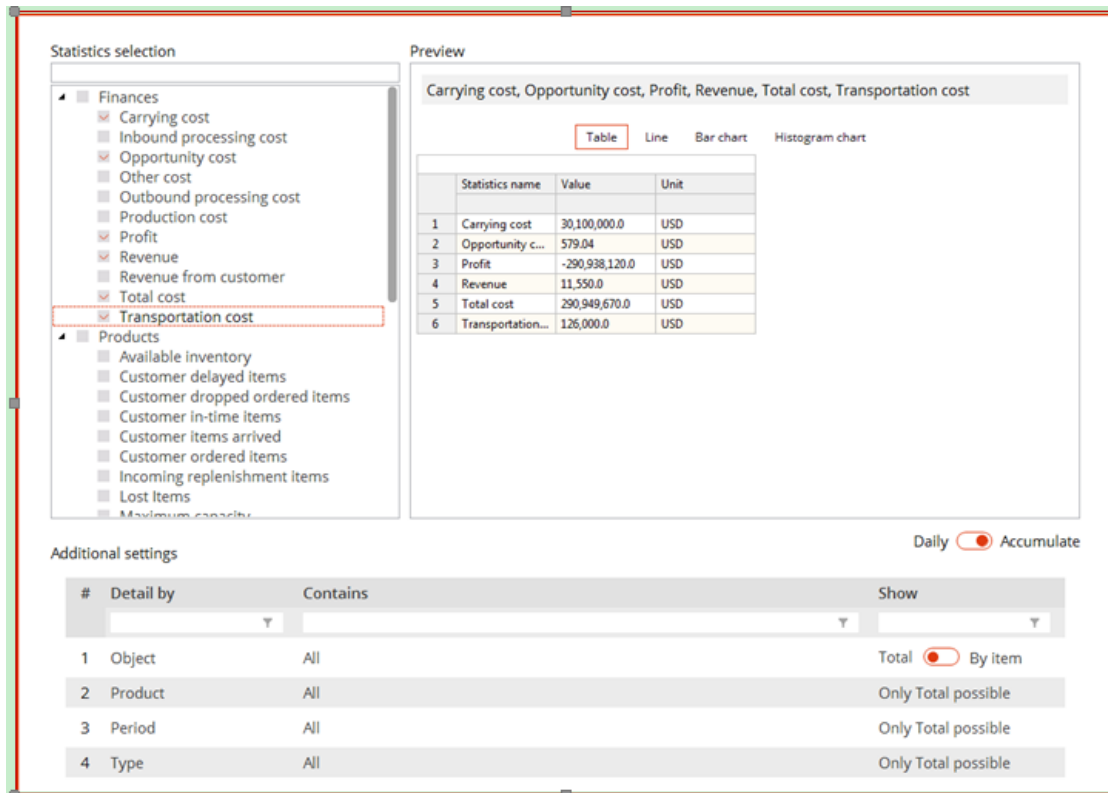 Statistics selection
Finances
Carrying cost
Inbound processing cost
Opportunity cost
Other cost
Outbound processing cost
Production cost
Profit
Revenue
Revenue from customer
Total cost
Transportation cost
Products
Available inventory
Customer delayed items
Customer dropped ordered items
Customer in-time items
Customer items arrived
Customer ordered items
Incoming replenishment items
Lost Items
Maximum capacity
Preview
Carrying cost, Opportunity cost, Profit, Revenue, Total cost, Transportation cost
Table Line Bar chart Histogram chart
Statistics name Value Unit
1 Carrying cost 30,100,000.0 USD
2 Opportunity c... 579.04 USD
3 Profit -290,938,120.0 USD
4 Revenue 11,550.0 USD
5 Total cost 290,949,670.0 USD
6 Transportation... 126,000.0 USD
Daily Accumulate
Additional settings
# Detail by Contains Show
1 Object All Total By item
2 Product All Only Total possible
3 Period All Only Total possible
4 Type All Only Total possible